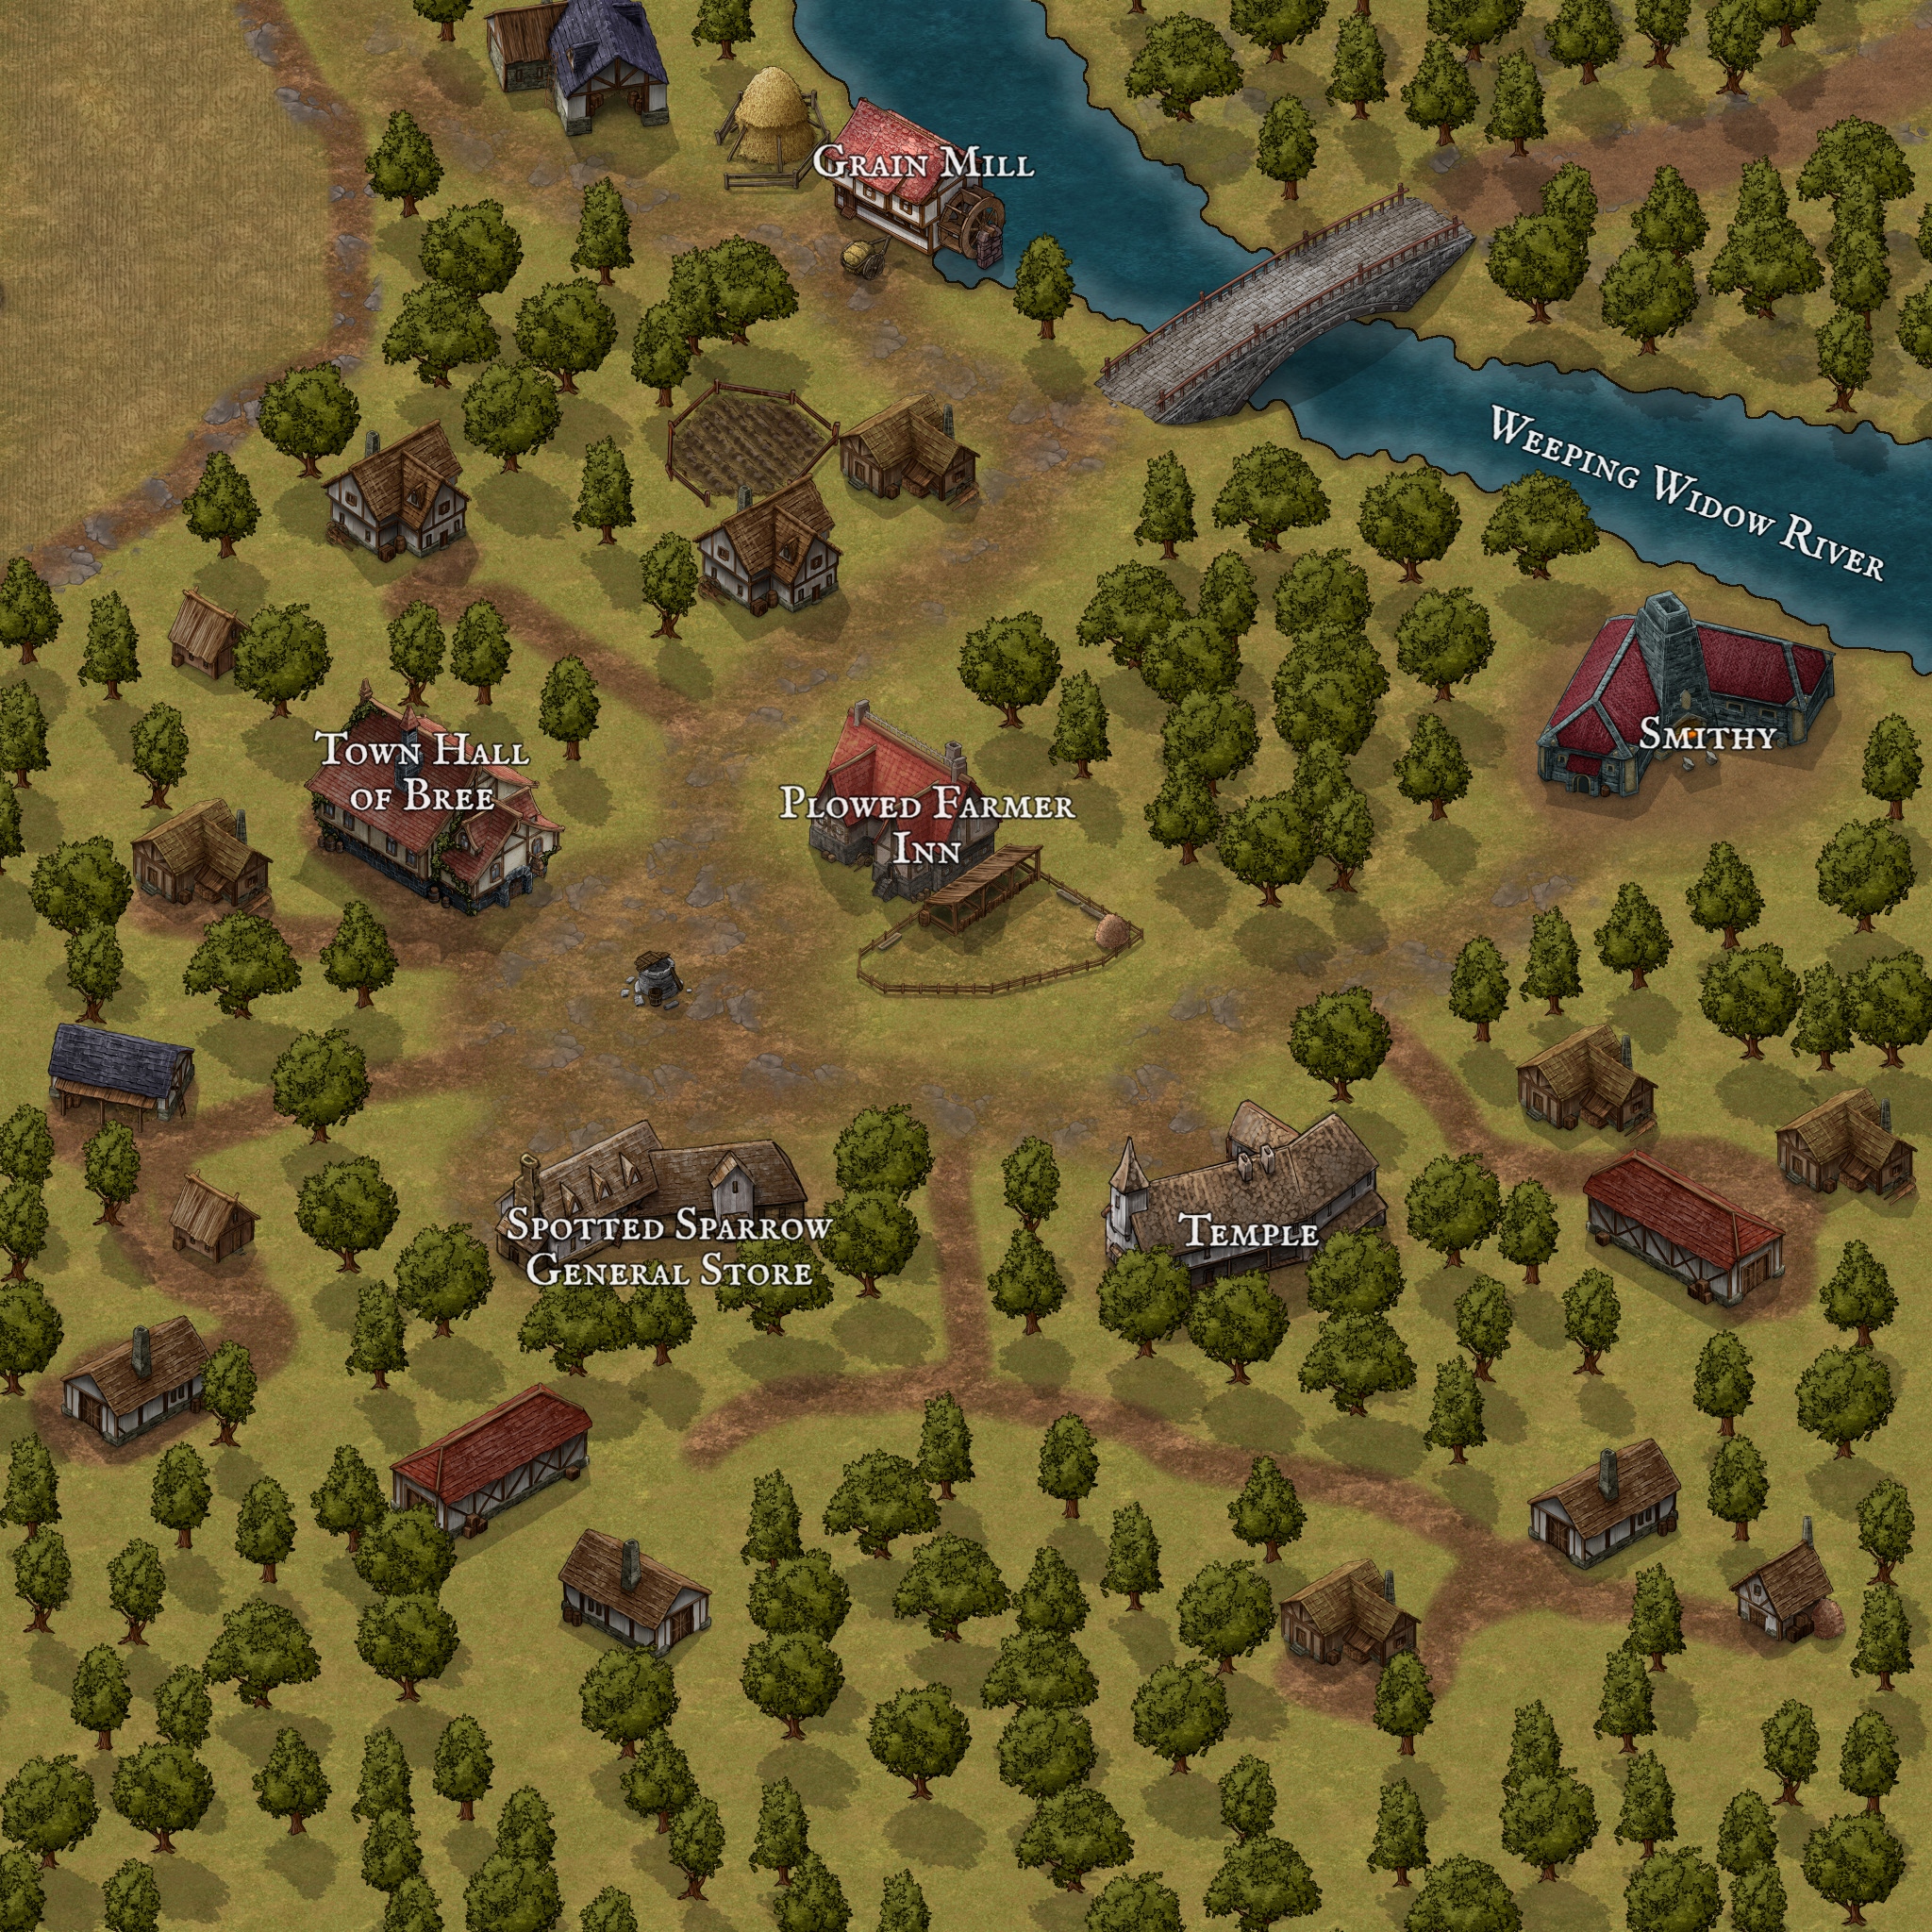 Grain Mill
Weeping Widow River
Town Hall
of Bree
Smithy
Plowed Farmer
Inn
Spotted Sparrow
General Store
Temple